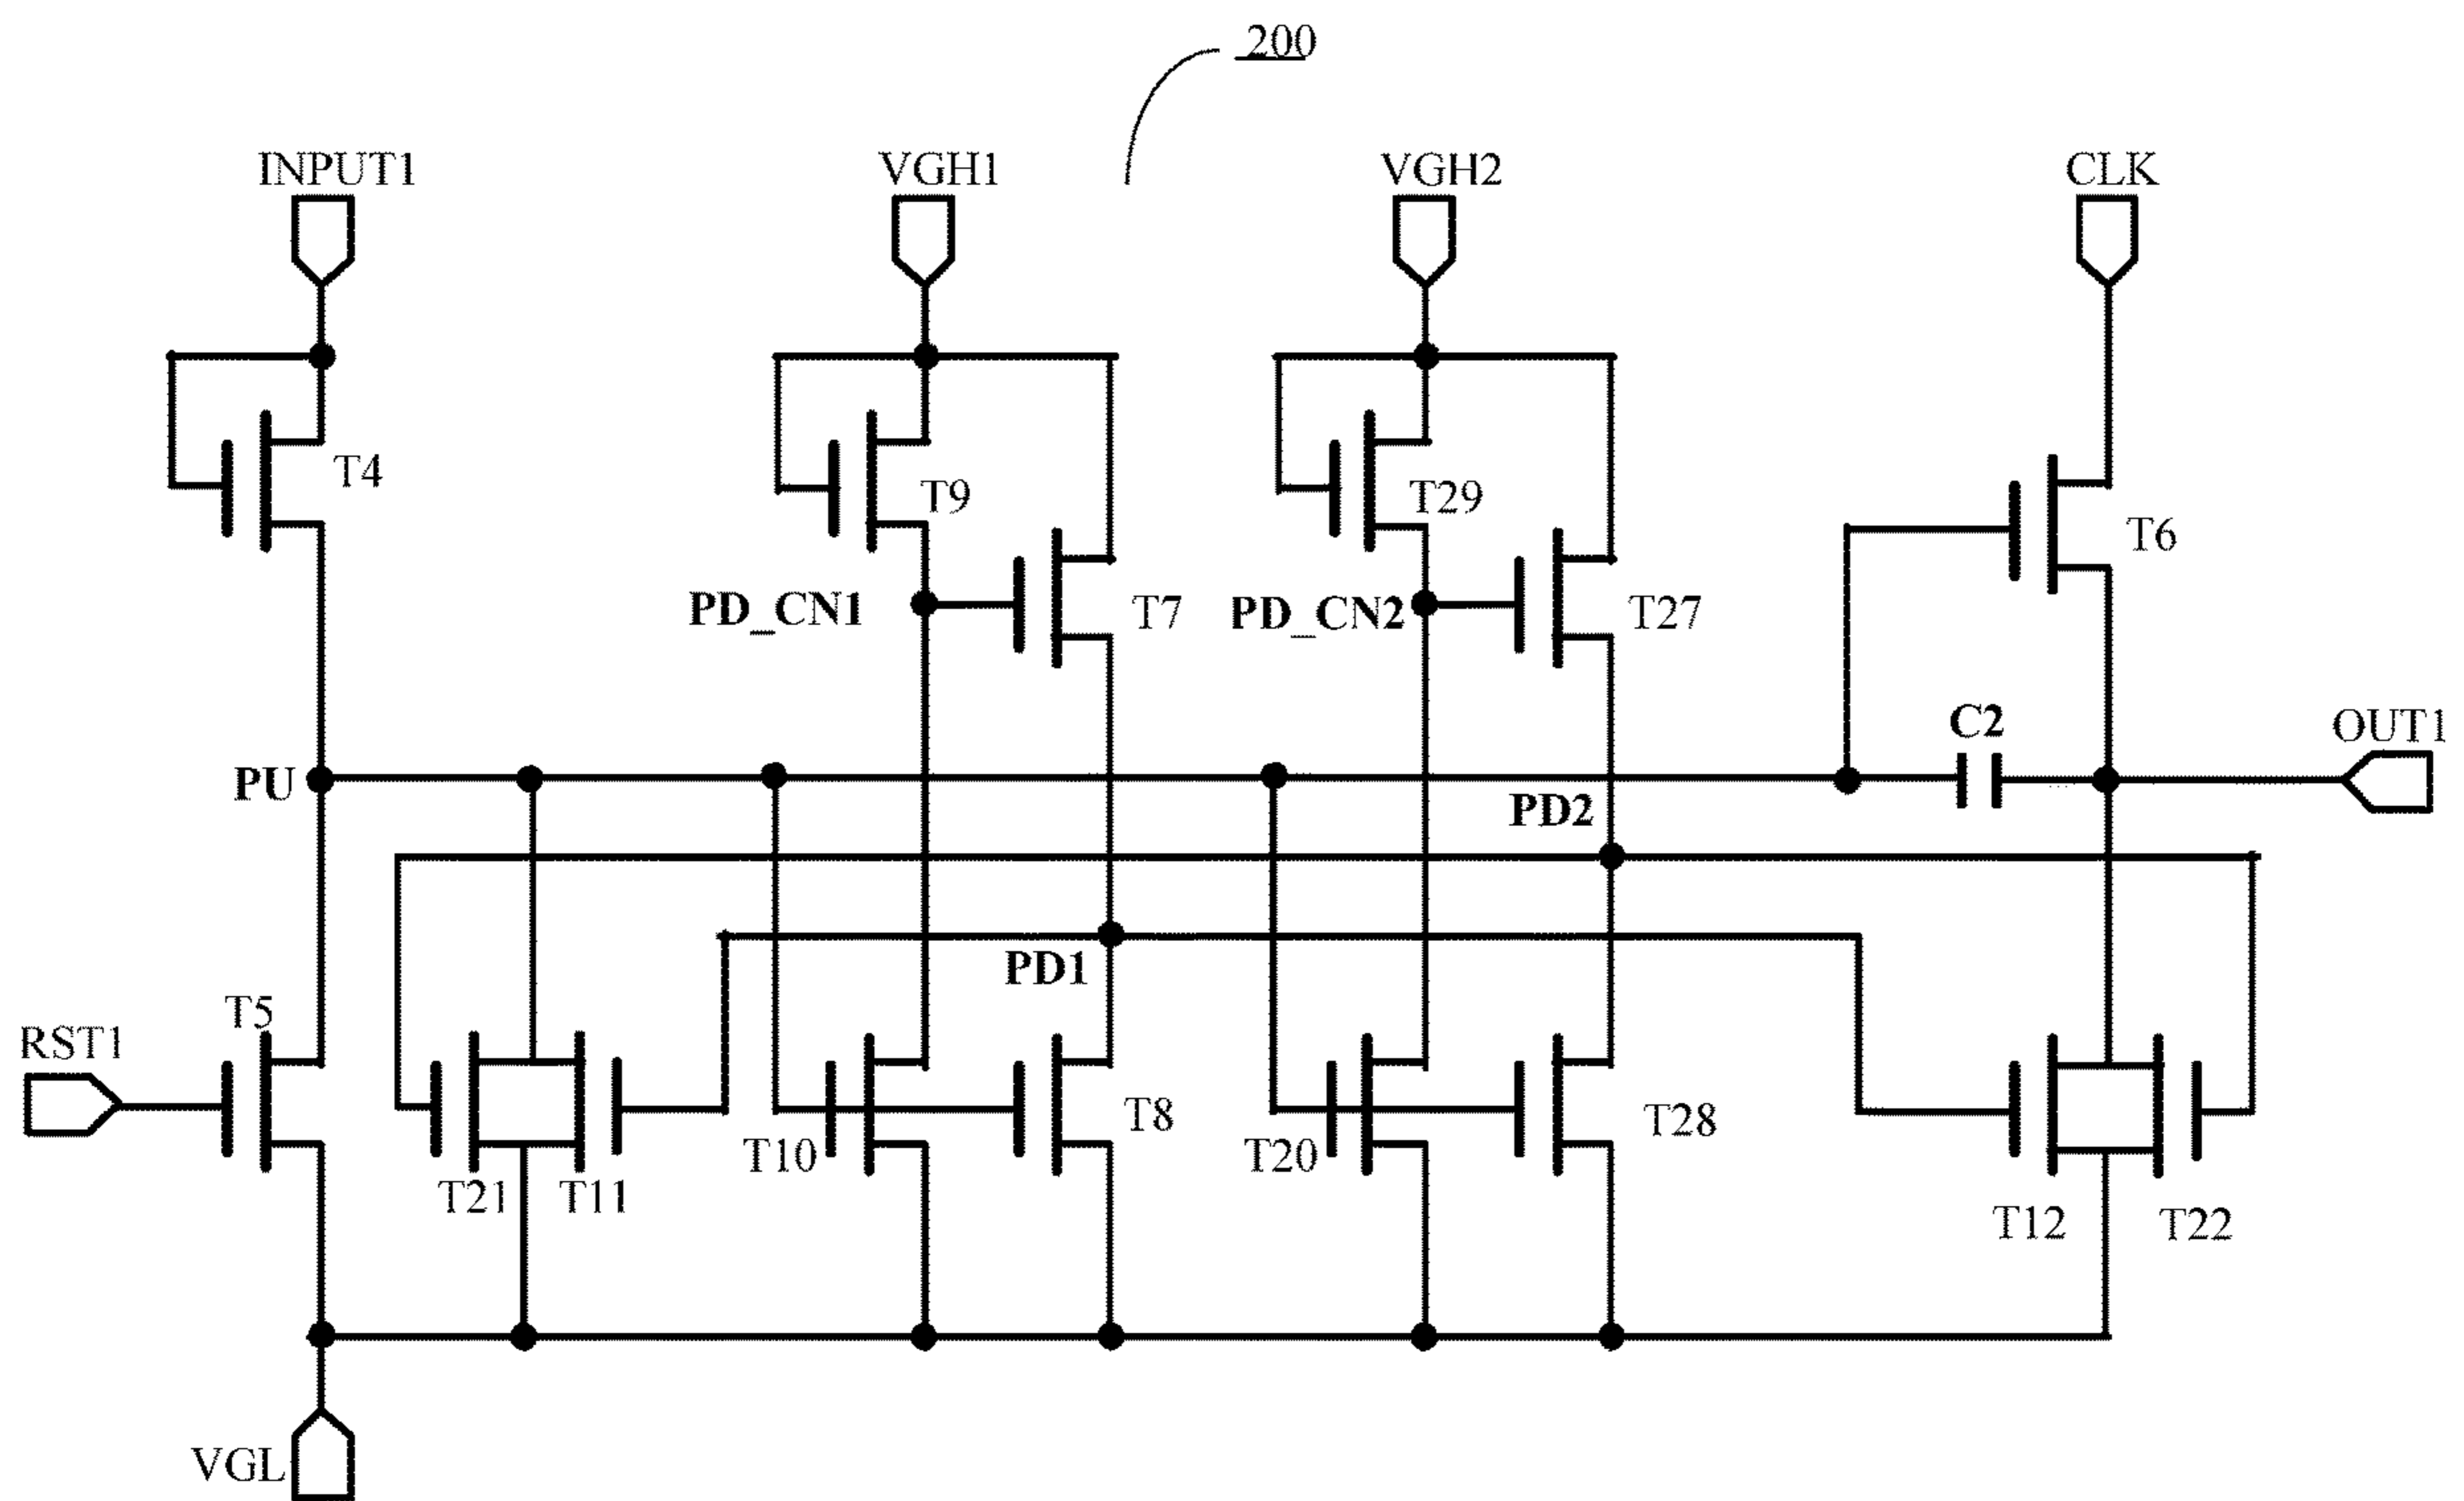 200
INPUT1
VGH1
VGH2
CLK
T4
T9
T29
T6
PD_CN1
T7
PD_CN2
T27
C2
OUT1
PU
PD2
PD1
T5
RST1
T10
T8
T20
T28
T21
T11
T12
T22
VGL